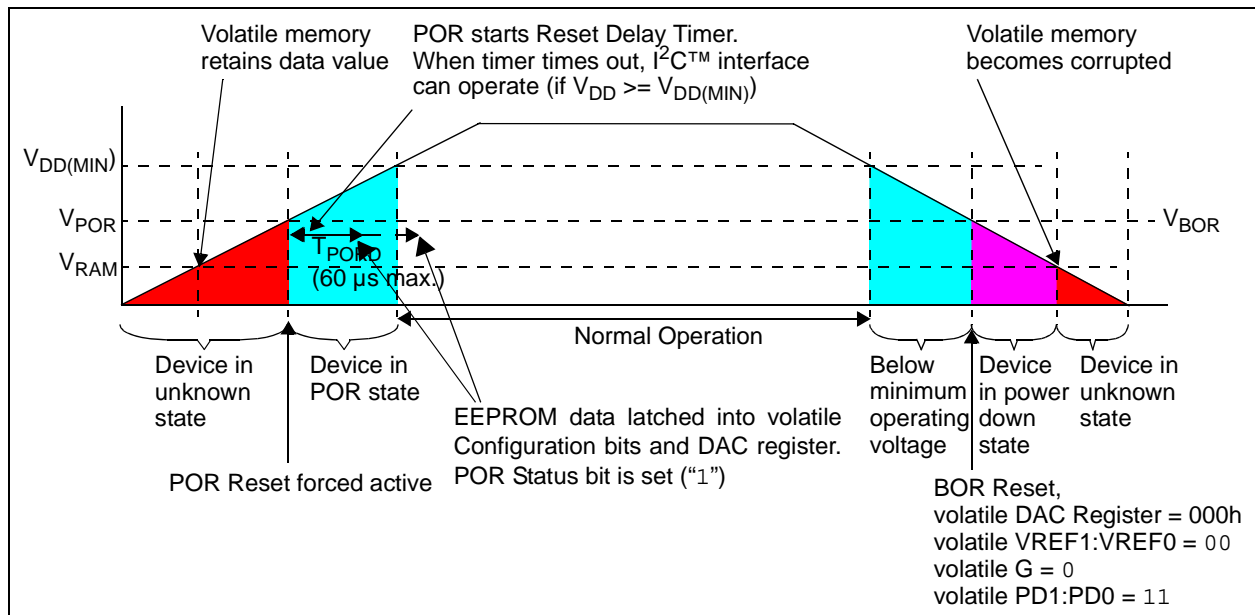 Volatile memory
retains data value
POR starts Reset Delay Timer.
When timer times out, I²C™ interface
can operate (if VDD >= VDD(MIN))
Volatile memory
becomes corrupted
VDD(MIN)
VPOR
VBOR
VRAM
TPORD
(60 µs max.)
Normal Operation
Device in
unknown
state
Device in
POR state
Below
minimum
operating
voltage
Device
in power
down
state
Device in
unknown
state
EEPROM data latched into volatile
Configuration bits and DAC register.
POR Status bit is set (“1”)
POR Reset forced active
BOR Reset,
volatile DAC Register = 000h
volatile VREF1:VREF0 = 00
volatile G = 0
volatile PD1:PD0 = 11